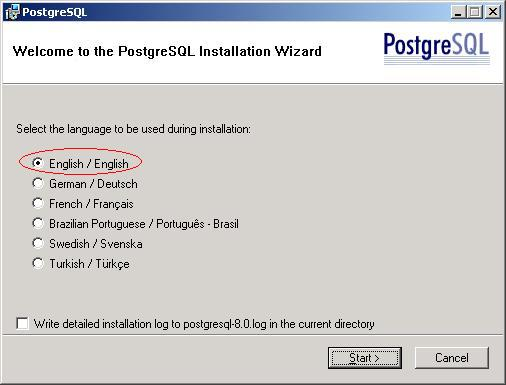 PostgreSQL
Welcome to the PostgreSQL Installation Wizard
PostgreSQL
Select the language to be used during installation:
English / English
German / Deutsch
French / Français
Brazilian Portuguese / Português - Brasil
Swedish / Svenska
Turkish / Türkçe
Write detailed installation log to postgresql-8.0.log in the current directory
Start >
Cancel